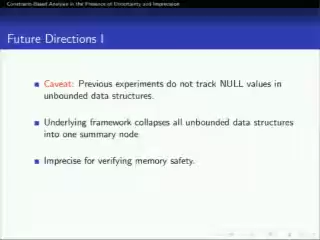 Constraint-Based Analysis in the Presence of Uncertainty and Imprecision
Future Directions I
Caveat: Previous experiments do not track NULL values in
unbounded data structures.
Underlying framework collapses all unbounded data structures
into one summary node
Imprecise for verifying memory safety.